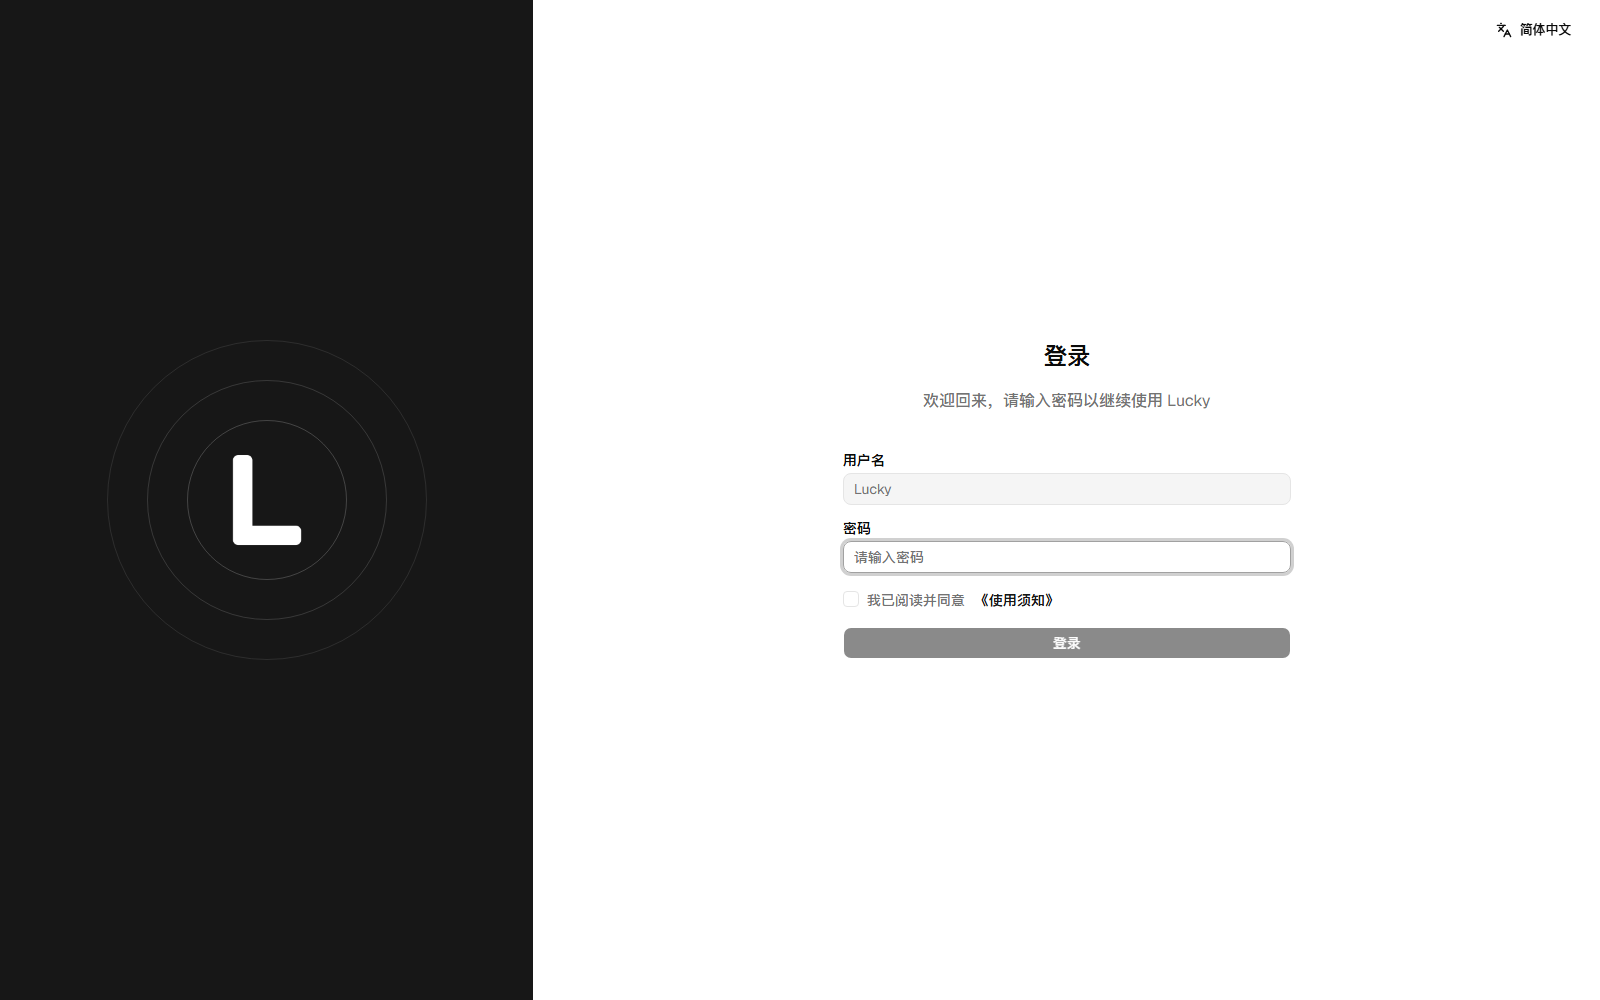 简体中文
L
登录
欢迎回来，请输入密码以继续使用 Lucky
用户名
Lucky
密码
请输入密码
我已阅读并同意 《使用须知》
登录